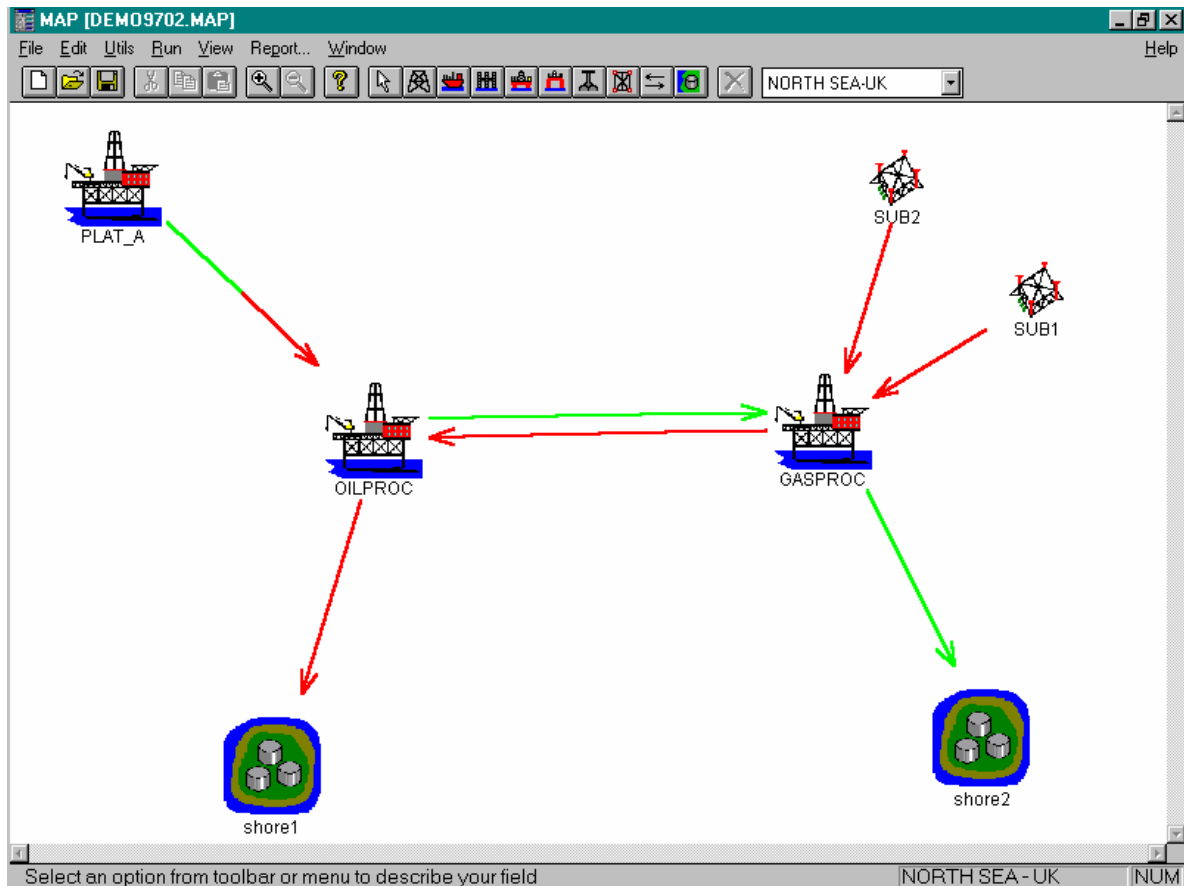 MAP [DEMO9702.MAP]
File Edit Utils Run View Report... Window Help
NORTH SEA-UK
PLAT_A
SUB2
SUB1
OILPROC
GASPROC
shore1
shore2
Select an option from toolbar or menu to describe your field NORTH SEA - UK NUM